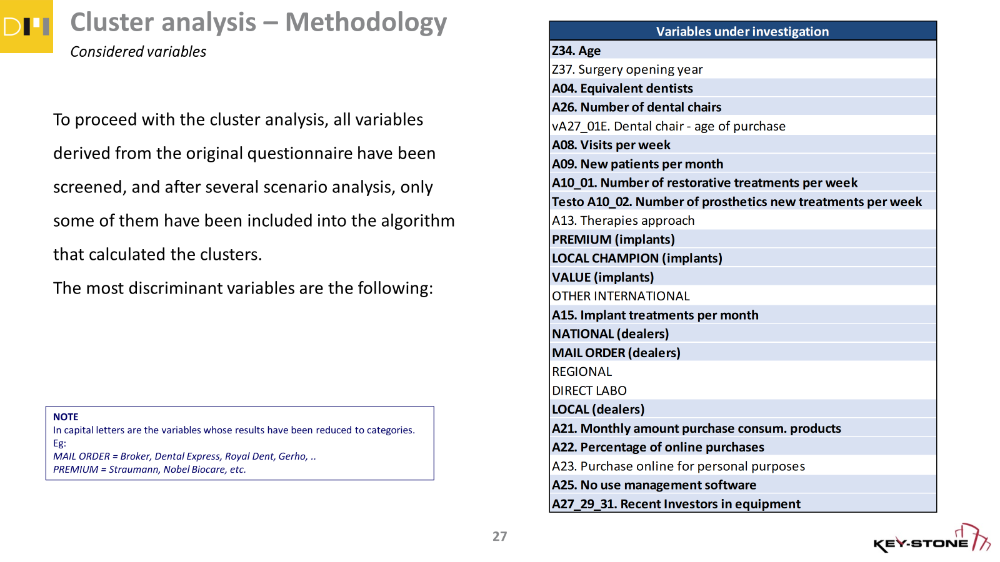 DM
Cluster analysis – Methodology
Considered variables
To proceed with the cluster analysis, all variables
derived from the original questionnaire have been
screened, and after several scenario analysis, only
some of them have been included into the algorithm
that calculated the clusters.
The most discriminant variables are the following:
NOTE
In capital letters are the variables whose results have been reduced to categories.
Eg:
MAIL ORDER = Broker, Dental Express, Royal Dent, Gerho, ..
PREMIUM = Straumann, Nobel Biocare, etc.
Variables under investigation
Z34. Age
Z37. Surgery opening year
A04. Equivalent dentists
A26. Number of dental chairs
vA27_01E. Dental chair - age of purchase
A08. Visits per week
A09. New patients per month
A10_01. Number of restorative treatments per week
Testo A10_02. Number of prosthetics new treatments per week
A13. Therapies approach
PREMIUM (implants)
LOCAL CHAMPION (implants)
VALUE (implants)
OTHER INTERNATIONAL
A15. Implant treatments per month
NATIONAL (dealers)
MAIL ORDER (dealers)
REGIONAL
DIRECT LABO
LOCAL (dealers)
A21. Monthly amount purchase consum. products
A22. Percentage of online purchases
A23. Purchase online for personal purposes
A25. No use management software
A27_29_31. Recent Investors in equipment
27
KEY-STONE